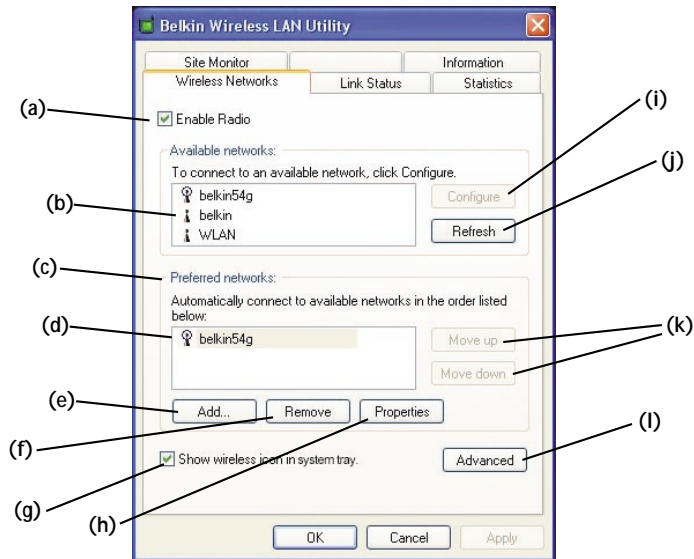 Belkin Wireless LAN Utility
Site Monitor
Information
Wireless Networks
Link Status
Statistics
(a)
Enable Radio
(i)
Available networks:
(j)
To connect to an available network, click Configure.
belkin54g
Configure
(b)
belkin
WLAN
Refresh
(c)
Preferred networks:
Automatically connect to available networks in the order listed
below:
(d)
belkin54g
Move up
(k)
Move down
(e)
Add...
Remove
Properties
(f)
(l)
Show wireless icon in system tray.
Advanced
(g)
(h)
OK
Cancel
Apply